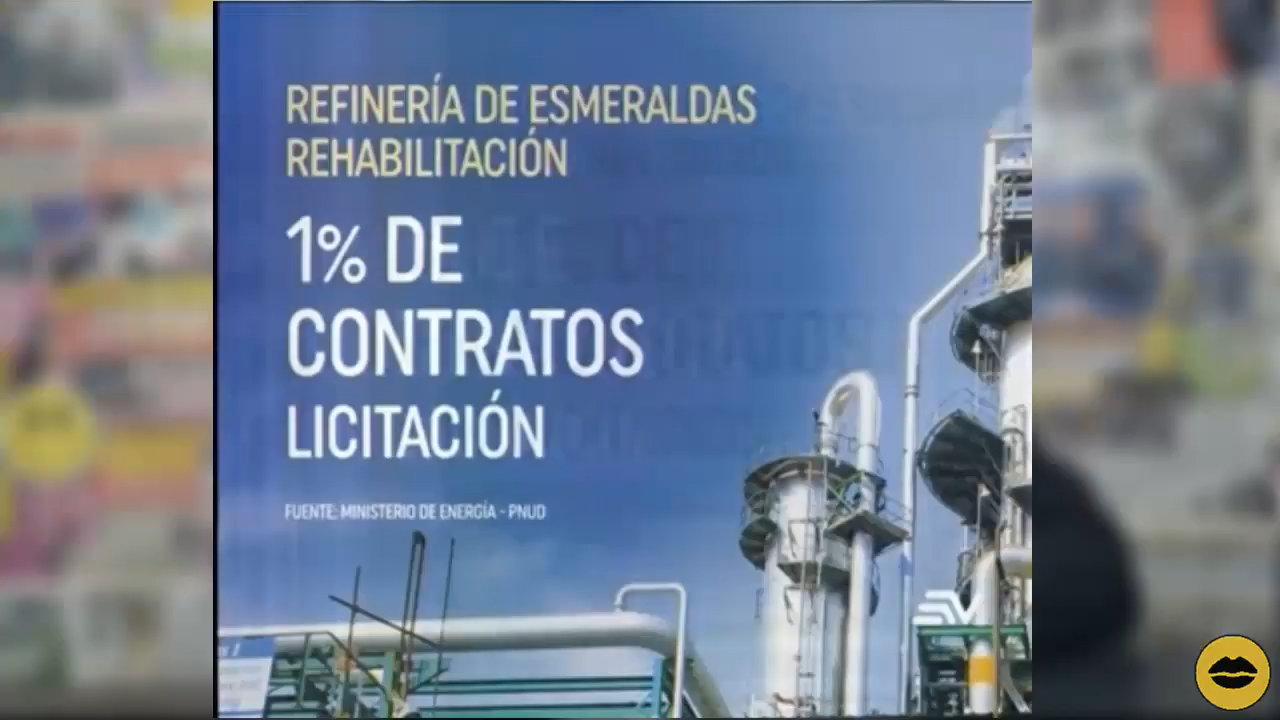 REFINERÍA DE ESMERALDAS
REHABILITACIÓN
1% DE
CONTRATOS
LICITACIÓN
FUENTE: MINISTERIO DE ENERGÍA - PNUD